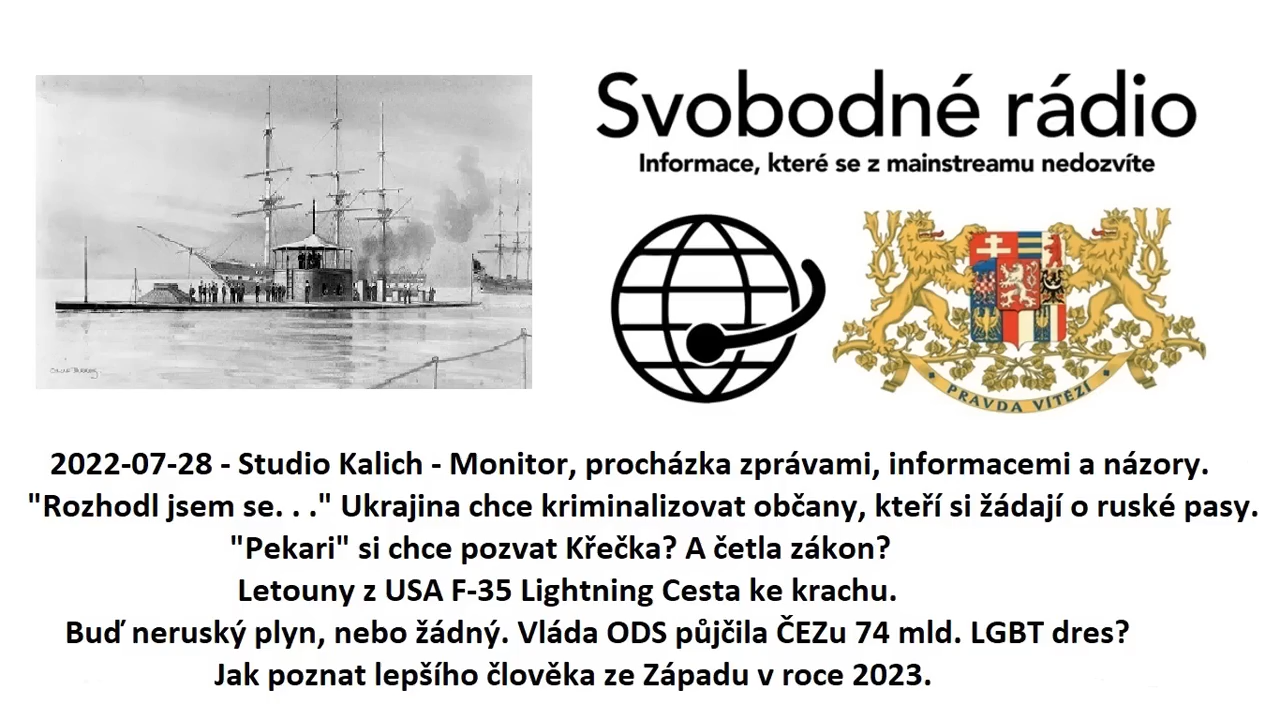 Svobodné rádio
Informace, které se z mainstreamu nedozvíte
PRAVDA VÍTĚZÍ
2022-07-28 - Studio Kalich - Monitor, procházka zprávami, informacemi a názory.
"Rozhodl jsem se. . ." Ukrajina chce kriminalizovat občany, kteří si žádají o ruské pasy.
"Pekari" si chce pozvat Křečka? A četla zákon?
Letouny z USA F-35 Lightning Cesta ke krachu.
Buď neruský plyn, nebo žádný. Vláda ODS půjčila ČEZu 74 mld. LGBT dres?
Jak poznat lepšího člověka ze Západu v roce 2023.